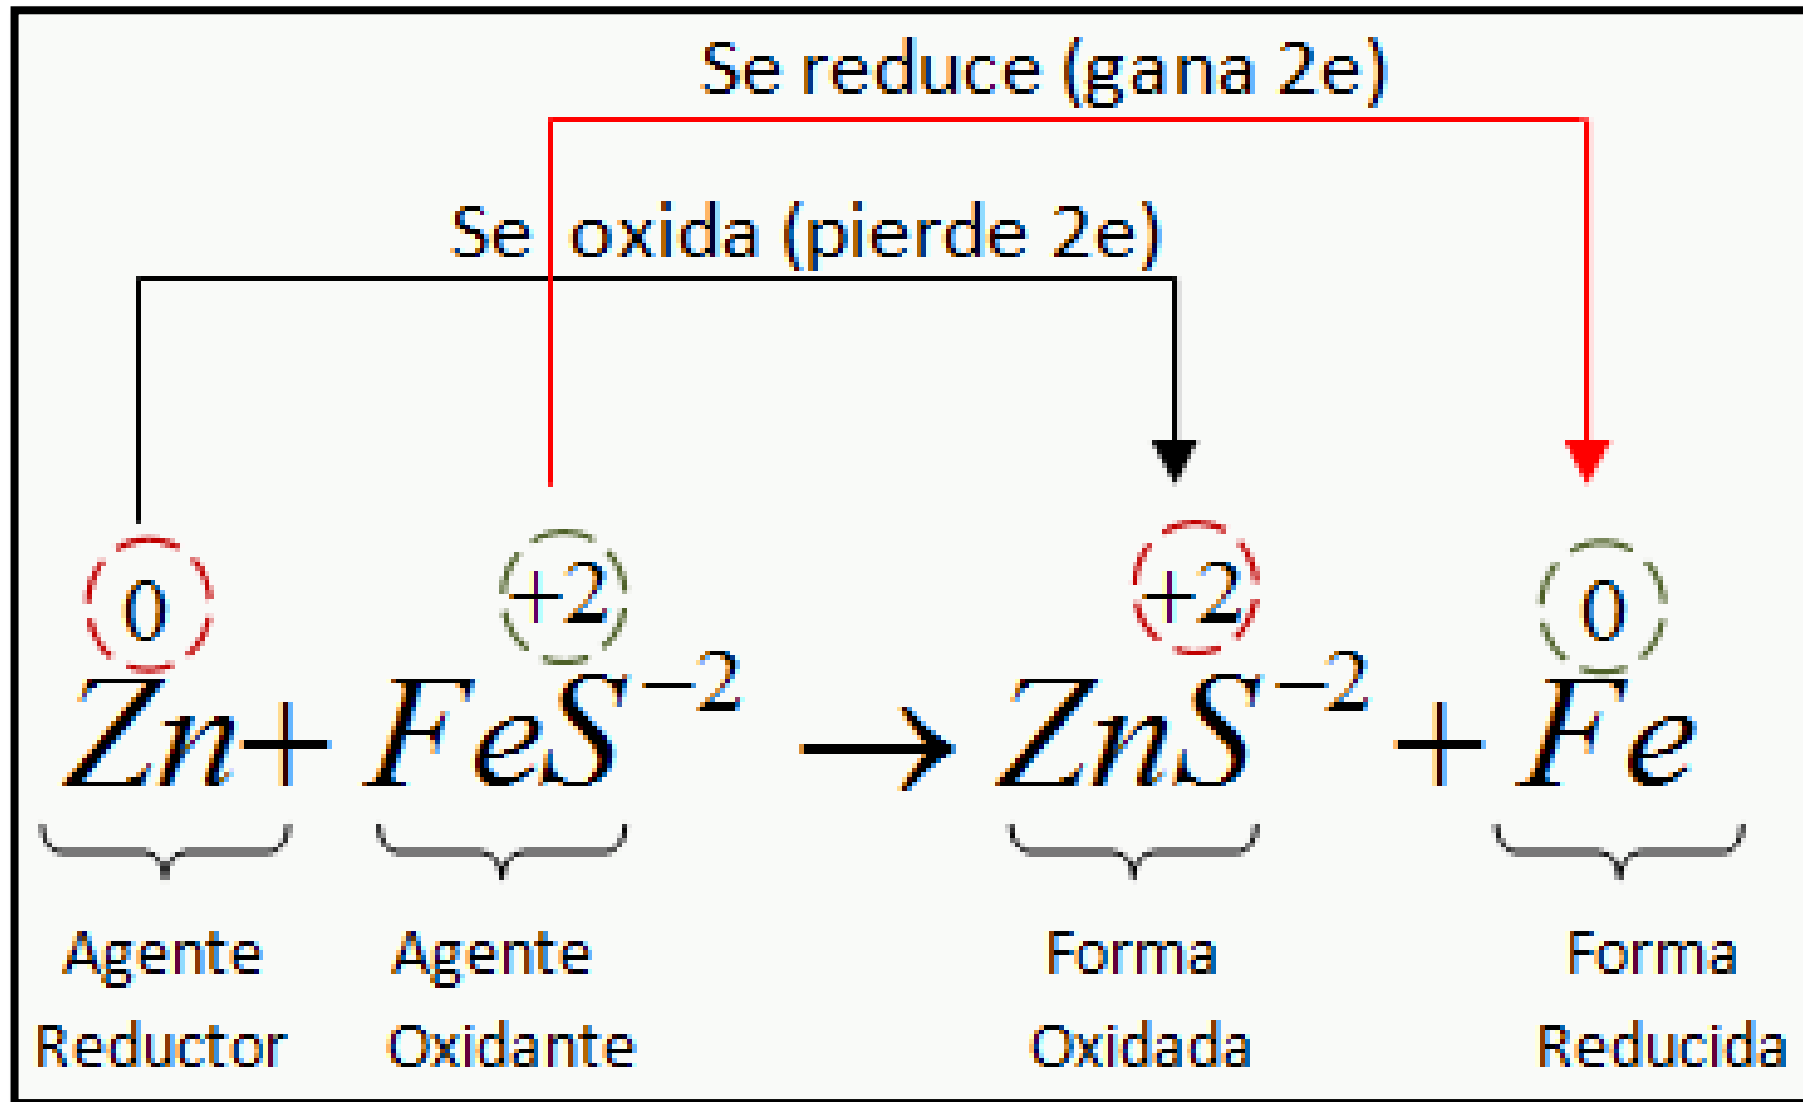 Se reduce (gana 2e)
Se oxida (pierde 2e)
0 +2 +2 0
Zn+ FeS⁻² → ZnS⁻² + Fe
Agente Agente Forma Forma
Reductor Oxidante Oxidada Reducida